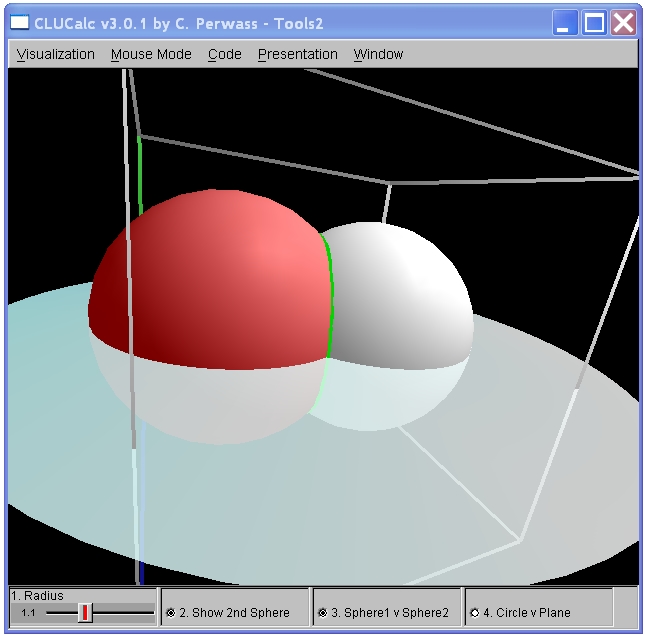 CLUCalc v3.0.1 by C. Perwass - Tools2
Visualization Mouse Mode Code Presentation Window
1. Radius
1.1 2. Show 2nd Sphere 3. Sphere1 v Sphere2 4. Circle v Plane